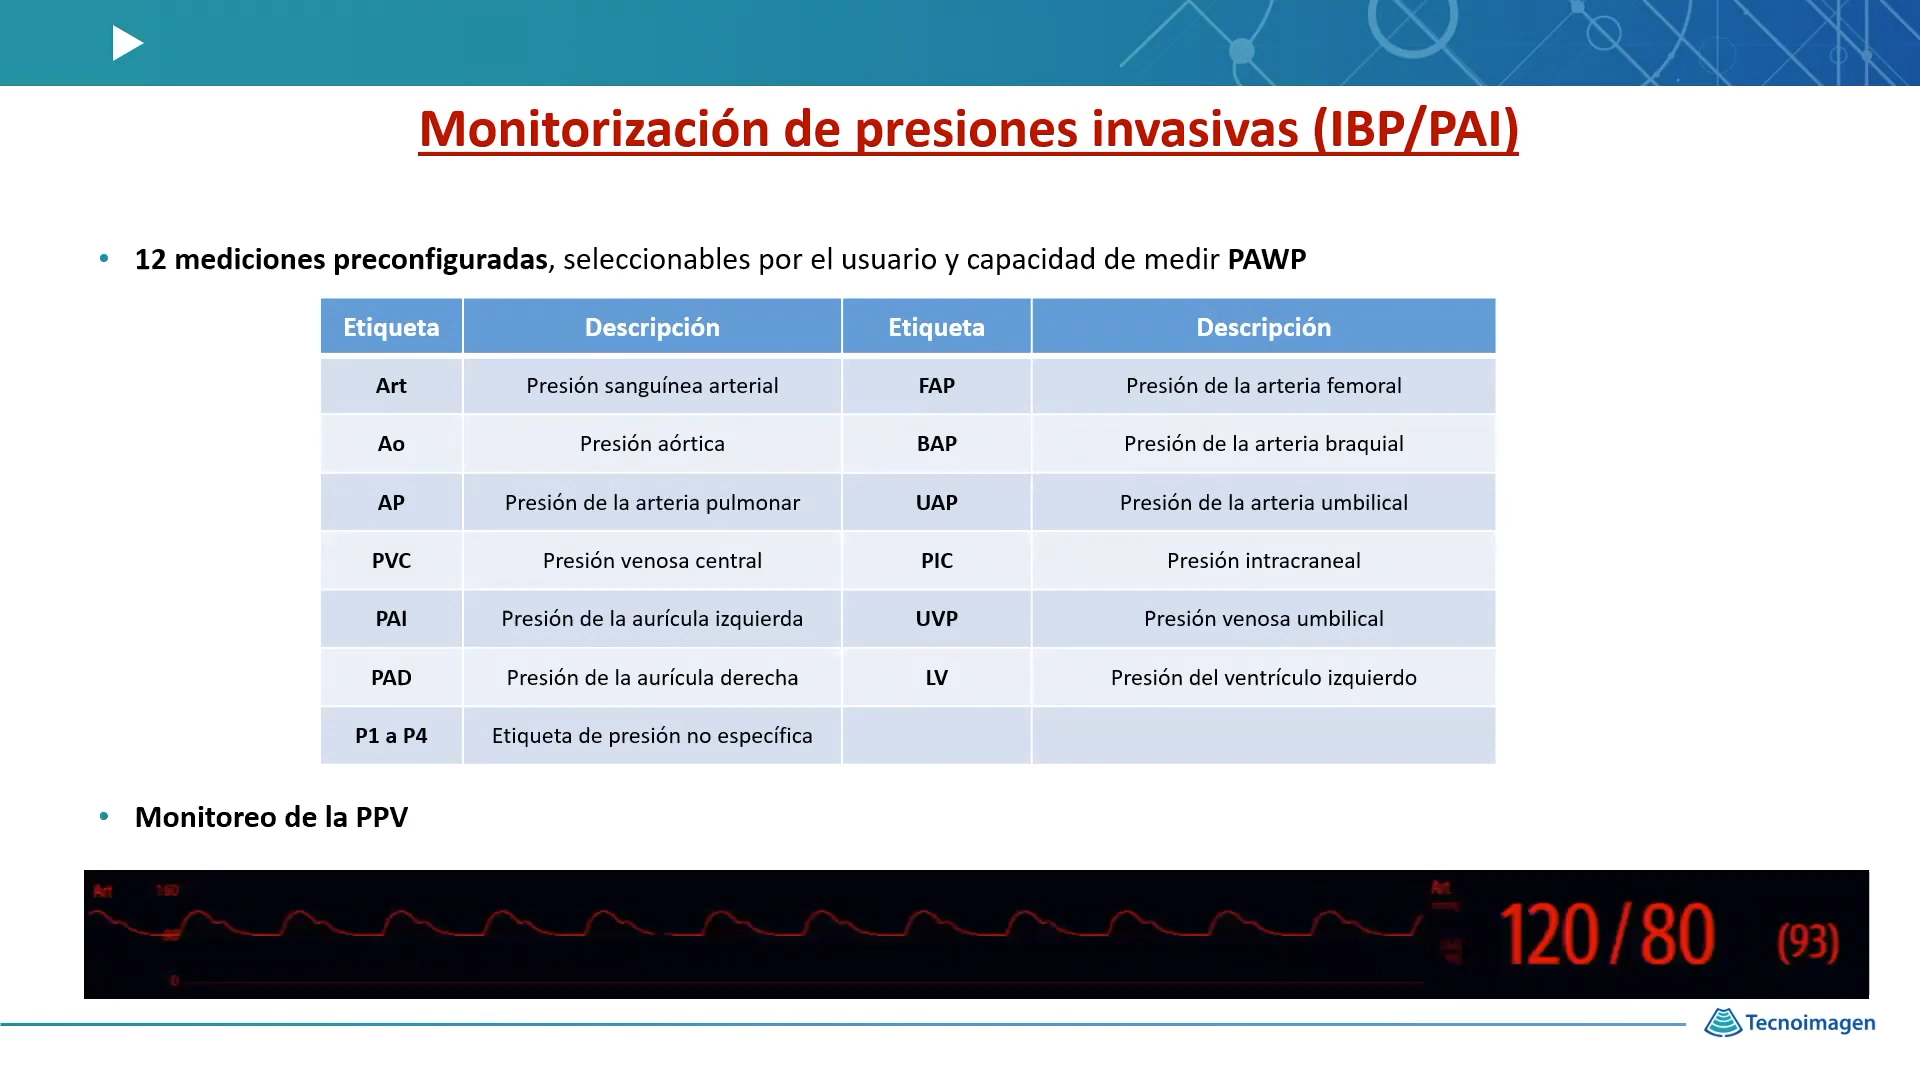 Monitorización de presiones invasivas (IBP/PAI)
• 12 mediciones preconfiguradas, seleccionables por el usuario y capacidad de medir PAWP
Etiqueta Descripción Etiqueta Descripción
Art Presión sanguínea arterial FAP Presión de la arteria femoral
Ao Presión aórtica BAP Presión de la arteria braquial
AP Presión de la arteria pulmonar UAP Presión de la arteria umbilical
PVC Presión venosa central PIC Presión intracraneal
PAI Presión de la aurícula izquierda UVP Presión venosa umbilical
PAD Presión de la aurícula derecha LV Presión del ventrículo izquierdo
P1 a P4 Etiqueta de presión no específica
• Monitoreo de la PPV
Art 160 Art
120/80 (93)
0
Tecnoimagen